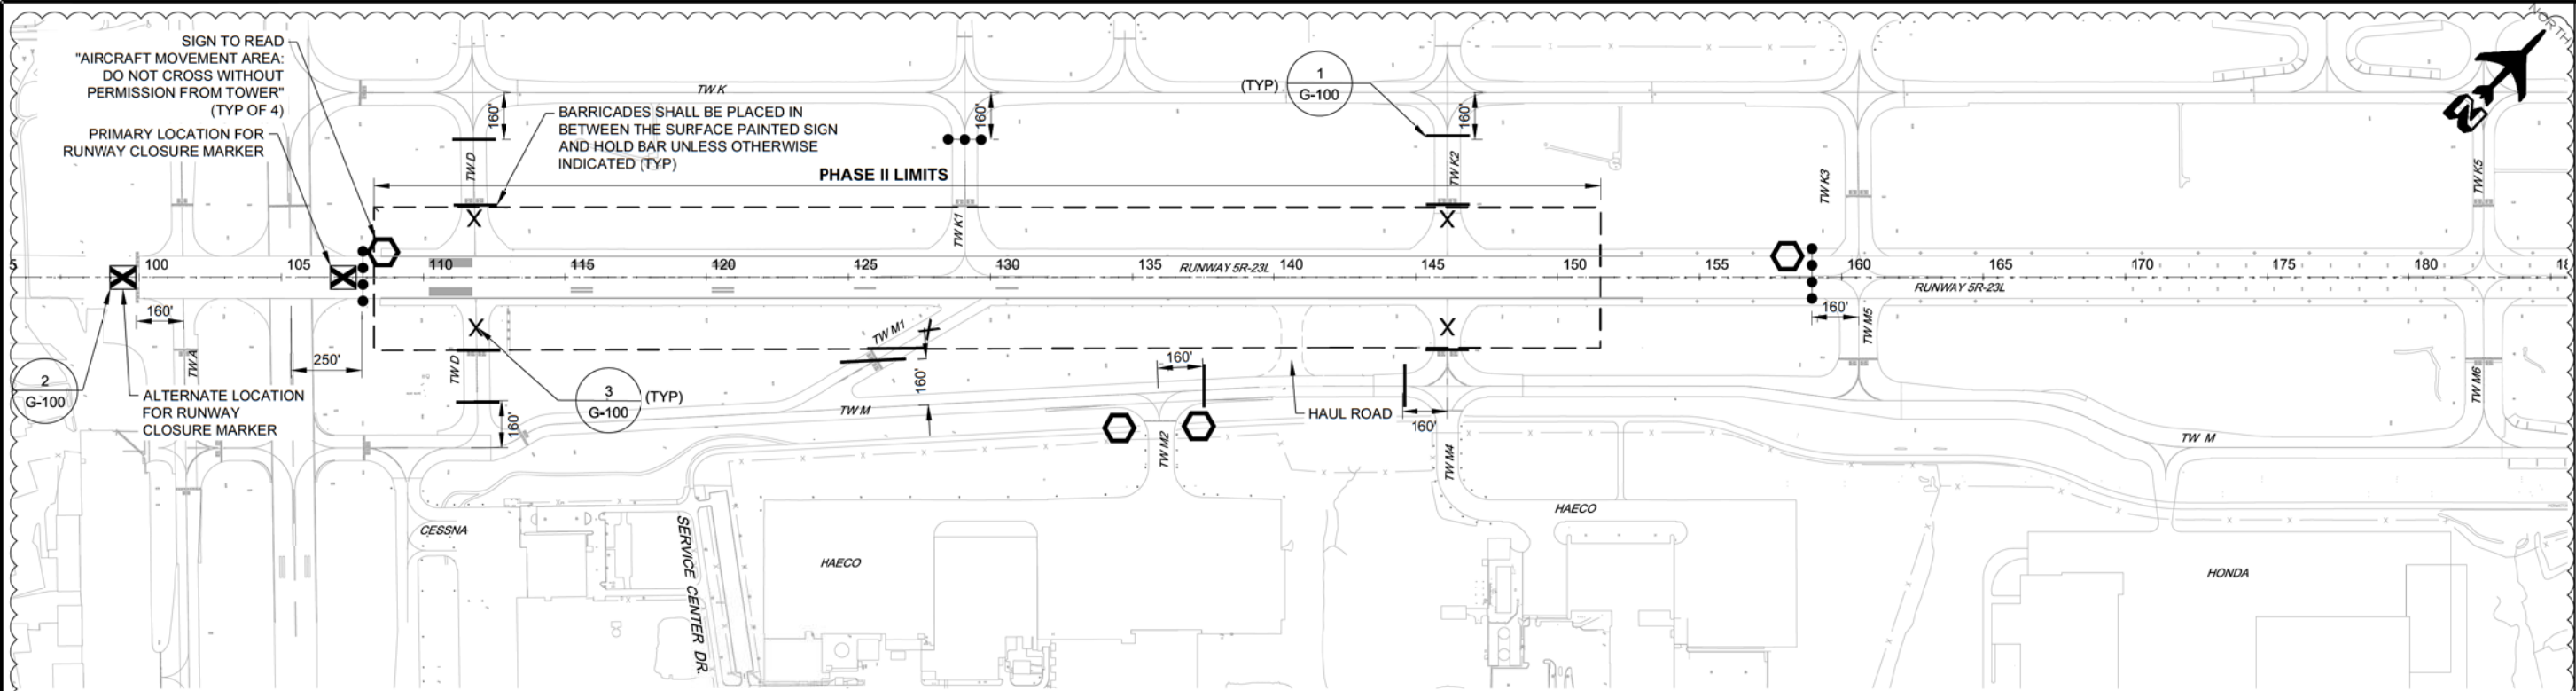 NORTH
SIGN TO READ
"AIRCRAFT MOVEMENT AREA:
DO NOT CROSS WITHOUT
PERMISSION FROM TOWER"
(TYP OF 4)
PRIMARY LOCATION FOR
RUNWAY CLOSURE MARKER
TW K
160'
BARRICADES SHALL BE PLACED IN
BETWEEN THE SURFACE PAINTED SIGN
AND HOLD BAR UNLESS OTHERWISE
INDICATED (TYP)
160'
(TYP)
1
G-100
160'
N
TW D
PHASE II LIMITS
TW K1
TW K2
TW K3
TW K5
X
X
5
100
105
110
115
120
125
130
135
140
145
150
155
160
165
170
175
180
RUNWAY 5R-23L
RUNWAY 5R-23L
160'
250'
TW A
X
TW D
TW M1
X
X
160'
TW M5
TW M6
2
G-100
ALTERNATE LOCATION
FOR RUNWAY
CLOSURE MARKER
3
G-100
(TYP)
160'
160'
160'
TW M
HAUL ROAD
160'
TW M2
TW M4
TW M
CESSNA
SERVICE CENTER DR.
HAECO
HAECO
HONDA